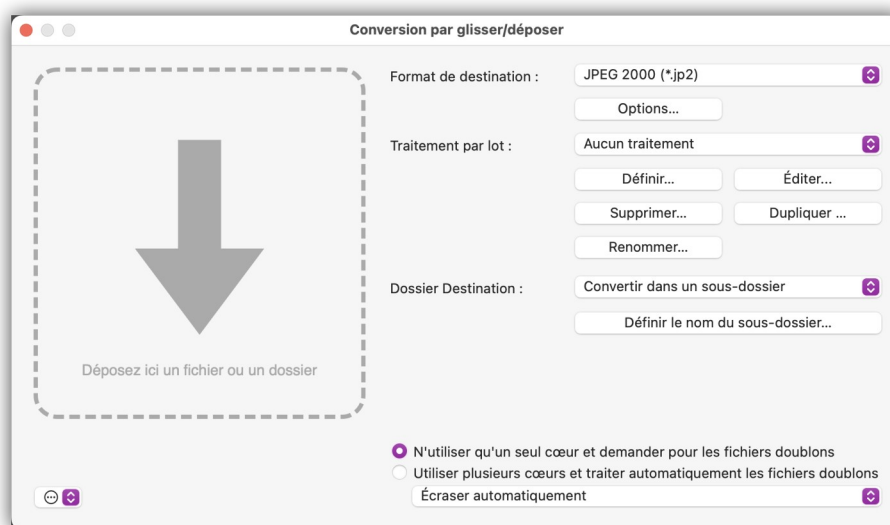 Conversion par glisser/déposer
Format de destination :
JPEG 2000 (*.jp2)
Options...
Traitement par lot :
Aucun traitement
Définir...
Éditer...
Supprimer...
Dupliquer ...
Renommer...
Dossier Destination :
Convertir dans un sous-dossier
Définir le nom du sous-dossier...
Déposez ici un fichier ou un dossier
N'utiliser qu'un seul cœur et demander pour les fichiers doublons
Utiliser plusieurs cœurs et traiter automatiquement les fichiers doublons
Écraser automatiquement